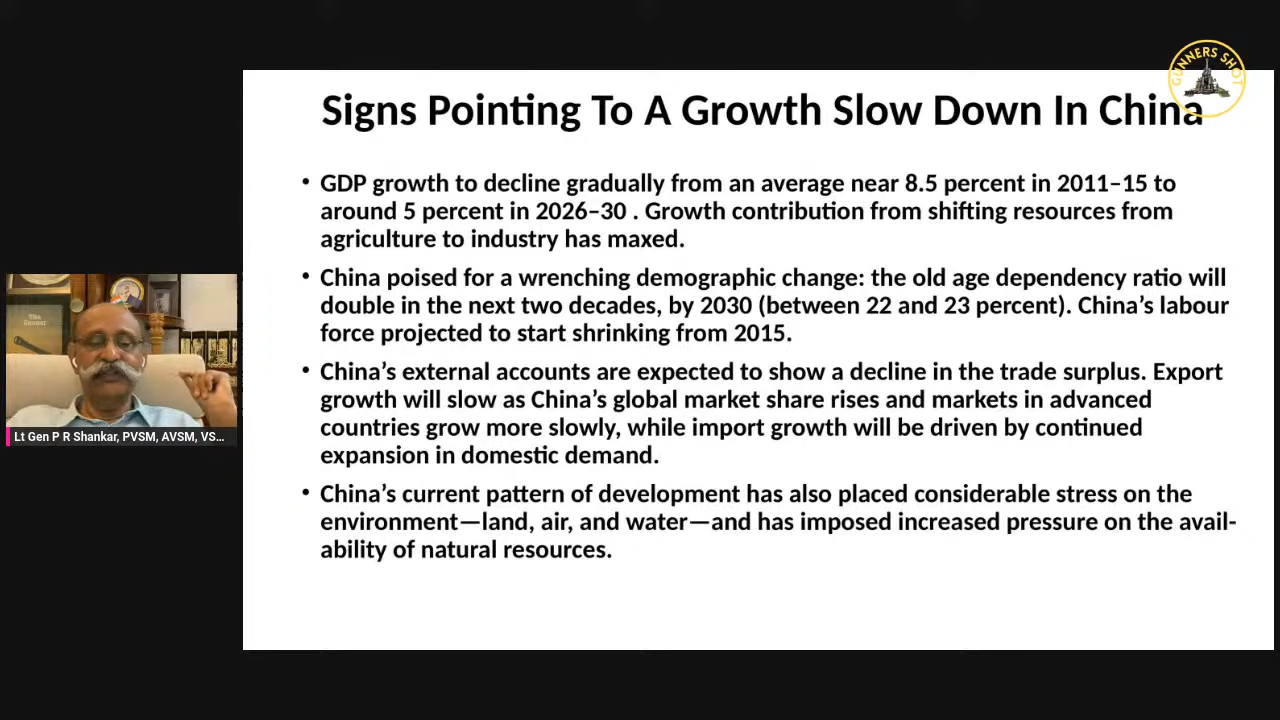 GUNNERS SHOT
Signs Pointing To A Growth Slow Down In China
• GDP growth to decline gradually from an average near 8.5 percent in 2011–15 to
around 5 percent in 2026–30 . Growth contribution from shifting resources from
agriculture to industry has maxed.
• China poised for a wrenching demographic change: the old age dependency ratio will
double in the next two decades, by 2030 (between 22 and 23 percent). China’s labour
force projected to start shrinking from 2015.
• China’s external accounts are expected to show a decline in the trade surplus. Export
growth will slow as China’s global market share rises and markets in advanced
countries grow more slowly, while import growth will be driven by continued
expansion in domestic demand.
• China’s current pattern of development has also placed considerable stress on the
environment—land, air, and water—and has imposed increased pressure on the avail-
ability of natural resources.
The
Lt Gen P R Shankar, PVSM, AVSM, VS...